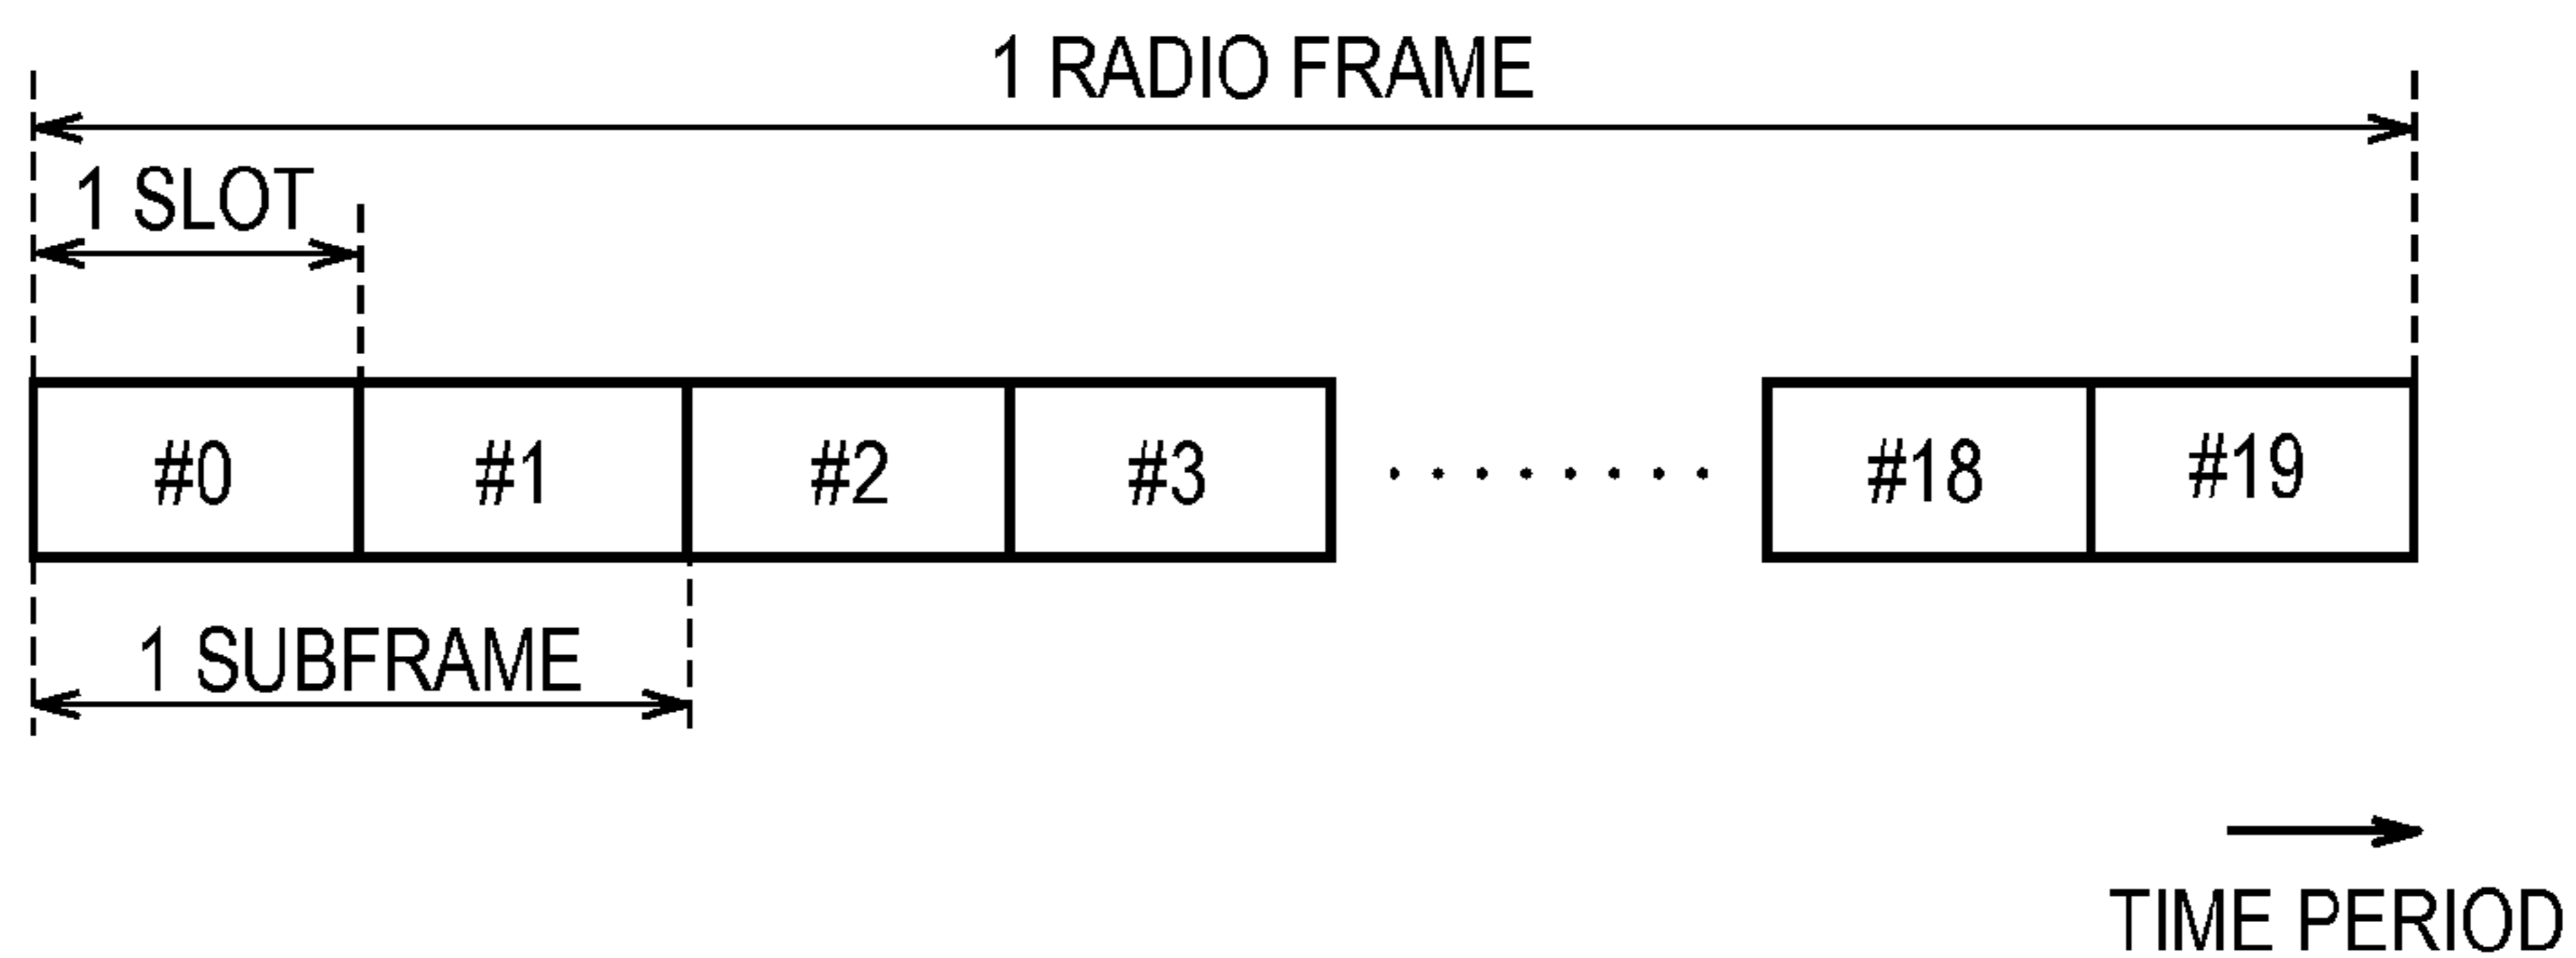 1 RADIO FRAME
1 SLOT
#0 #1 #2 #3 ········ #18 #19
1 SUBFRAME
TIME PERIOD